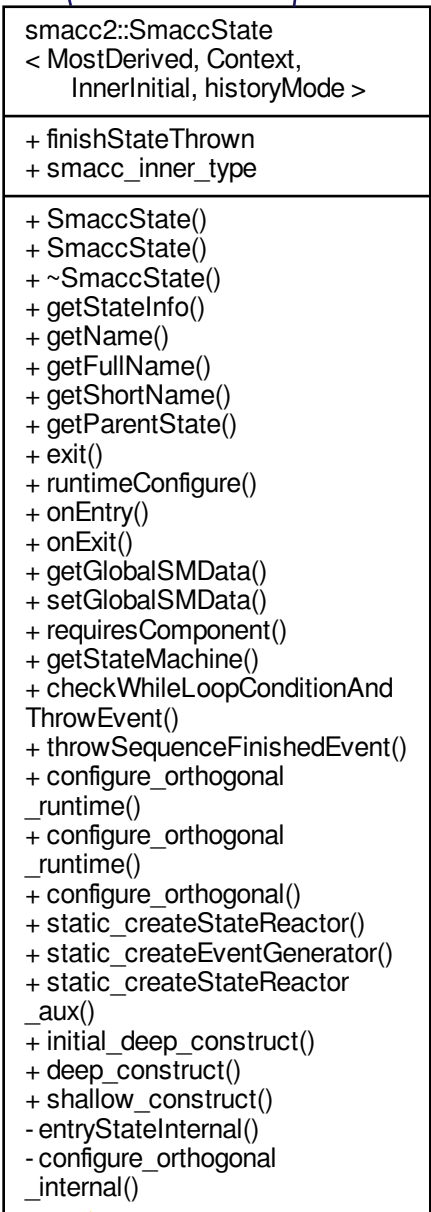 smacc2::SmaccState
< MostDerived, Context,
InnerInitial, historyMode >
+ finishStateThrown
+ smacc_inner_type
+ SmaccState()
+ SmaccState()
+ ~SmaccState()
+ getStateInfo()
+ getName()
+ getFullName()
+ getShortName()
+ getParentState()
+ exit()
+ runtimeConfigure()
+ onEntry()
+ onExit()
+ getGlobalSMData()
+ setGlobalSMData()
+ requiresComponent()
+ getStateMachine()
+ checkWhileLoopConditionAnd
ThrowEvent()
+ throwSequenceFinishedEvent()
+ configure_orthogonal
_runtime()
+ configure_orthogonal
_runtime()
+ configure_orthogonal()
+ static_createStateReactor()
+ static_createEventGenerator()
+ static_createStateReactor
_aux()
+ initial_deep_construct()
+ deep_construct()
+ shallow_construct()
- entryStateInternal()
- configure_orthogonal
_internal()